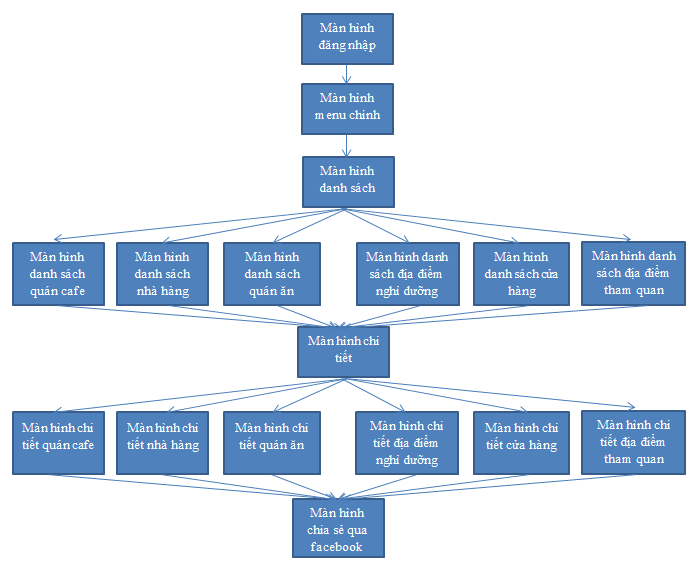 Màn hình
đăng nhập
Màn hình
menu chính
Màn hình
danh sách
Màn hình
danh sách
quán cafe
Màn hình
danh sách
nhà hàng
Màn hình
danh sách
quán ăn
Màn hình danh
sách địa điểm
nghỉ dưỡng
Màn hình
danh sách cửa
hàng
Màn hình danh
sách địa điểm
tham quan
Màn hình chi
tiết
Màn hình chi
tiết quán cafe
Màn hình chi
tiết nhà hàng
Màn hình chi
tiết quán ăn
Màn hình chi
tiết địa điểm
nghỉ dưỡng
Màn hình chi
tiết cửa hàng
Màn hình chi
tiết địa điểm
tham quan
Màn hình
chia sẻ qua
facebook